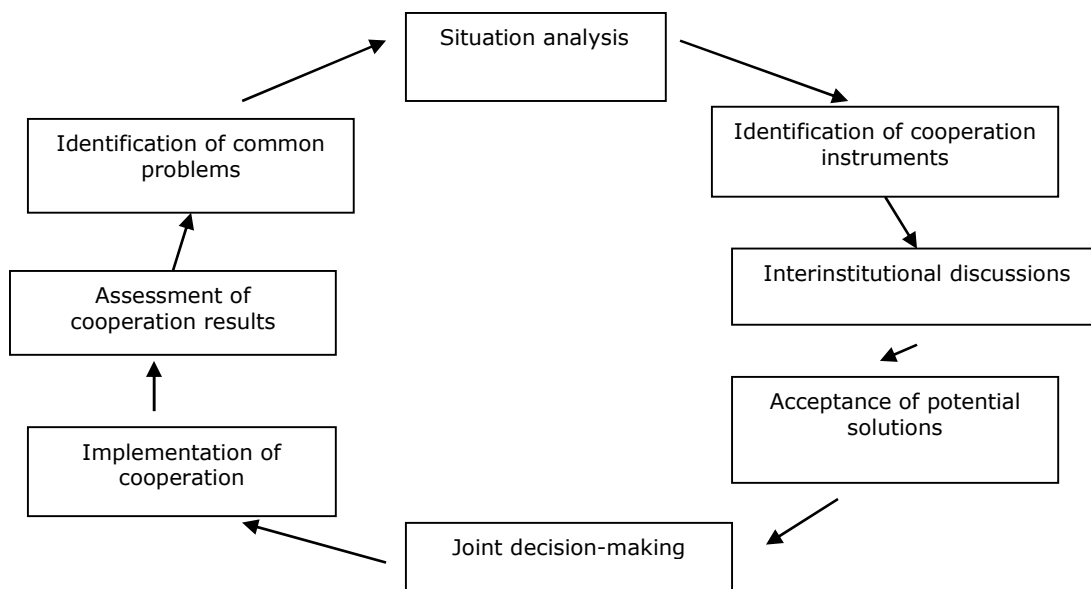 Situation analysis
Identification of cooperation
instruments
Interinstitutional discussions
Acceptance of potential
solutions
Joint decision-making
Implementation of
cooperation
Assessment of
cooperation results
Identification of common
problems